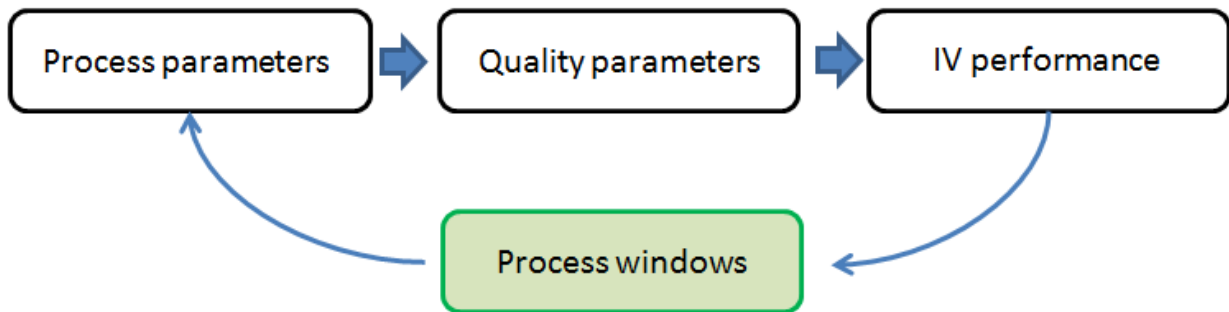 Process parameters
Quality parameters
IV performance
Process windows